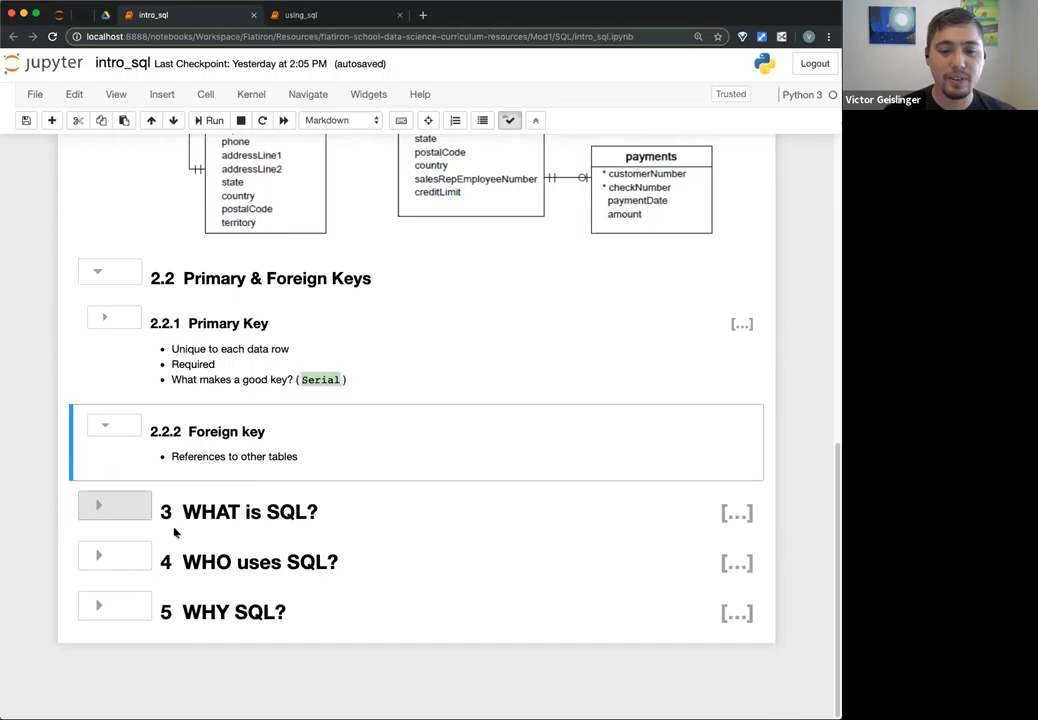 intro_sql
using_sql
localhost:8888/notebooks/Workspace/Flatiron/Resources/flatiron-school-data-science-curriculum-resources/Mod1/SQL/intro_sql.ipynb
V
jupyter intro_sql Last Checkpoint: Yesterday at 2:05 PM (autosaved)
Logout
File Edit View Insert Cell Kernel Navigate Widgets Help
Trusted
Python 3
Run
Markdown
phone
addressLine1
addressLine2
state
country
postalCode
territory
state
postalCode
country
salesRepEmployeeNumber
creditLimit
payments
* customerNumber
* checkNumber
paymentDate
amount
2.2 Primary & Foreign Keys
2.2.1 Primary Key
[...]
• Unique to each data row
• Required
• What makes a good key? (Serial)
2.2.2 Foreign key
• References to other tables
3 WHAT is SQL?
[...]
4 WHO uses SQL?
[...]
5 WHY SQL?
[...]
Victor Geislinger